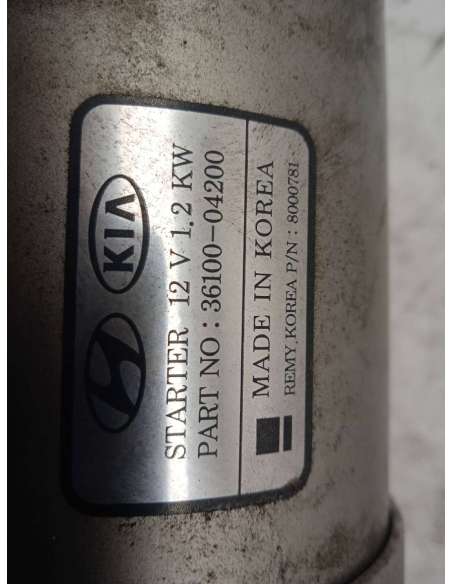 KIA
STARTER 12 V 1.2 KW
PART NO : 36100-04200
MADE IN KOREA
REMY,KOREA P/N : 8000781